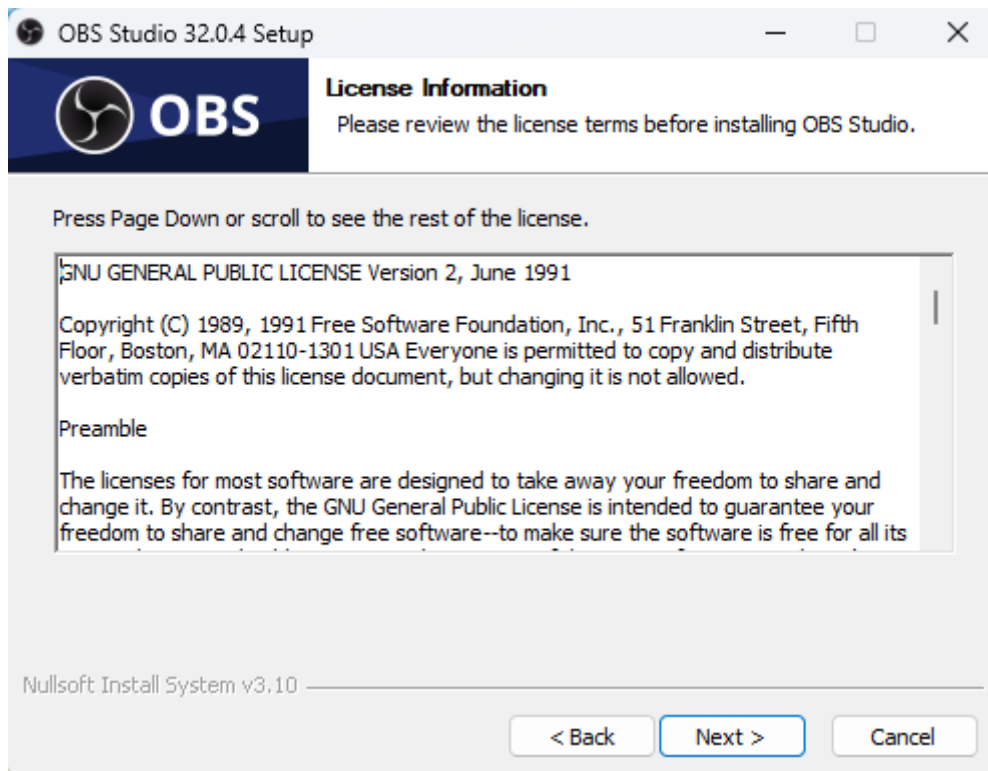 OBS Studio 32.0.4 Setup
OBS
License Information
Please review the license terms before installing OBS Studio.
Press Page Down or scroll to see the rest of the license.
GNU GENERAL PUBLIC LICENSE Version 2, June 1991
Copyright (C) 1989, 1991 Free Software Foundation, Inc., 51 Franklin Street, Fifth
Floor, Boston, MA 02110-1301 USA Everyone is permitted to copy and distribute
verbatim copies of this license document, but changing it is not allowed.
Preamble
The licenses for most software are designed to take away your freedom to share and
change it. By contrast, the GNU General Public License is intended to guarantee your
freedom to share and change free software--to make sure the software is free for all its
Nullsoft Install System v3.10
< Back
Next >
Cancel